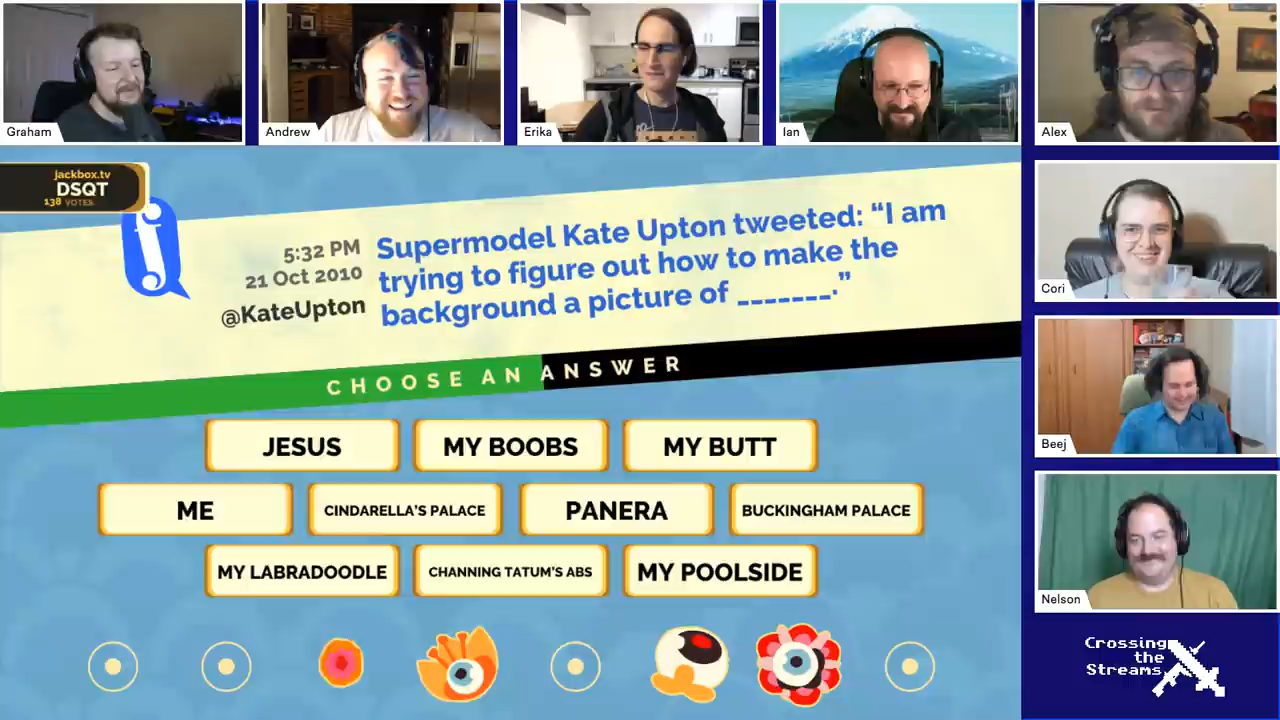 Graham
Andrew
Erika
Ian
Alex
jackbox.tv
DSQT
138 VOTES
5:32 PM
21 Oct 2010
@KateUpton
Supermodel Kate Upton tweeted: “I am
trying to figure out how to make the
background a picture of _______.”
CHOOSE AN ANSWER
JESUS
MY BOOBS
MY BUTT
ME
CINDARELLA'S PALACE
PANERA
BUCKINGHAM PALACE
MY LABRADOODLE
CHANNING TATUM'S ABS
MY POOLSIDE
Cori
Beej
Nelson
Crossing
the
Streams